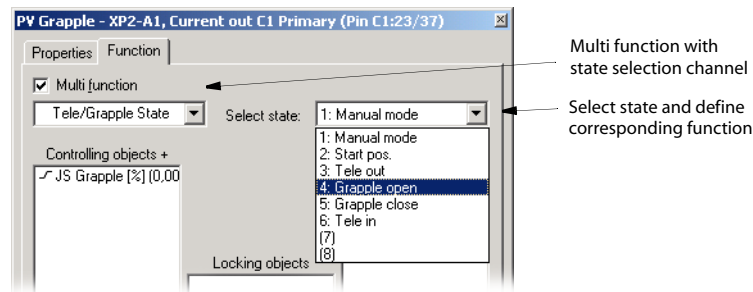 PV Grapple - XP2-A1, Current out C1 Primary (Pin C1:23/37)
Properties
Function
Multi function
Tele/Grapple State
Select state:
1: Manual mode
1: Manual mode
2: Start pos.
3: Tele out
4: Grapple open
5: Grapple close
6: Tele in
(7)
(8)
Controlling objects +
JS Grapple [%] (0,00
Locking objects
Multi function with
state selection channel
Select state and define
corresponding function